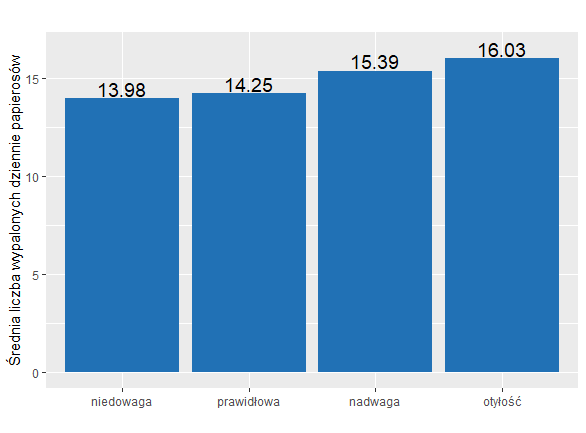 Średnia liczba wypalonych dziennie papierosów
15
10
5
0
13.98
14.25
15.39
16.03
niedowaga
prawidłowa
nadwaga
otyłość